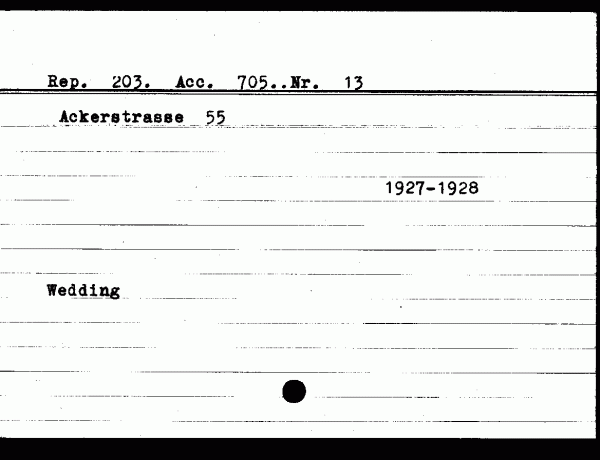 Rep. 203. Acc. 705..Nr. 13
Ackerstrasse 55
1927-1928
Wedding